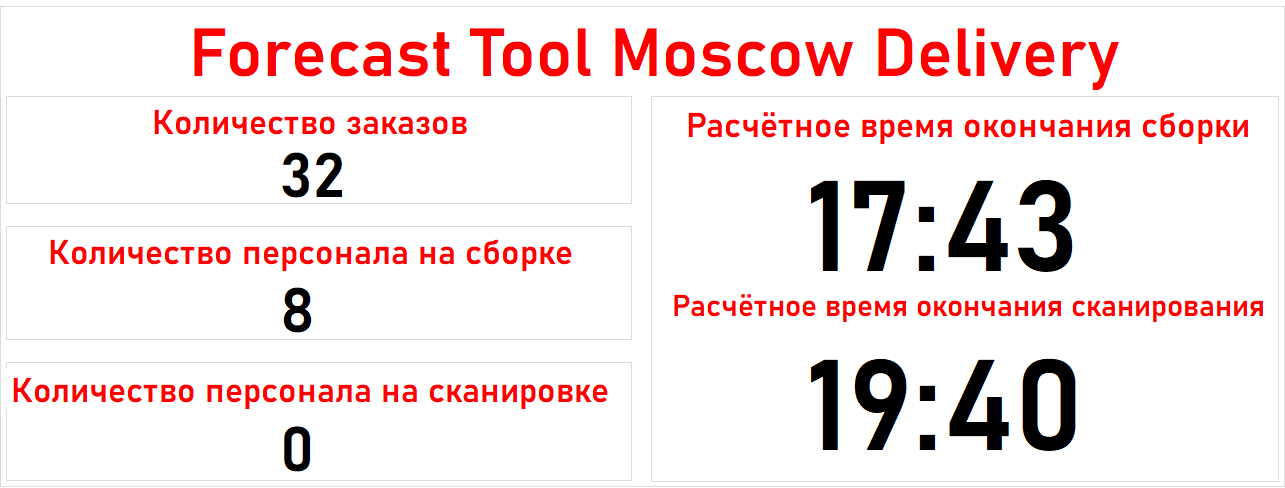 Forecast Tool Moscow Delivery
Количество заказов
32
Количество персонала на сборке
8
Количество персонала на сканировке
0
Расчётное время окончания сборки
17:43
Расчётное время окончания сканирования
19:40